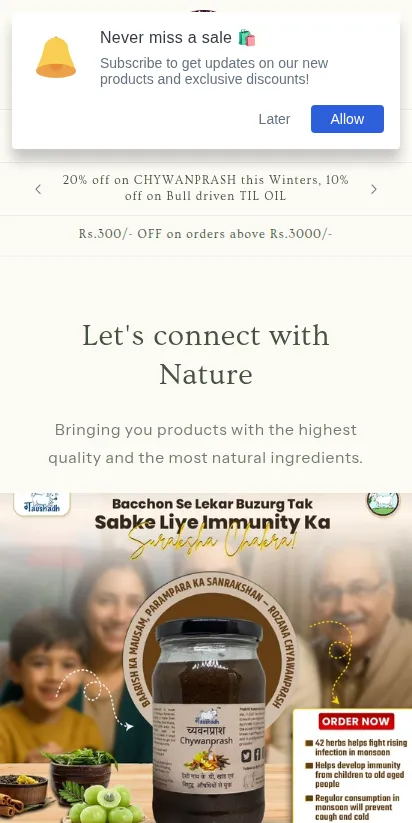 Never miss a sale 🛍️
Subscribe to get updates on our new
products and exclusive discounts!
Later
Allow
20% off on CHYWANPRASH this Winters, 10%
off on Bull driven TIL OIL
Rs.300/- OFF on orders above Rs.3000/-
Let's connect with
Nature
Bringing you products with the highest
quality and the most natural ingredients.
Bacchon Se Lekar Buzurg Tak
Sabke Liye Immunity Ka
Suraksha Chakra!
BAARISH KA MAUSAM, PARAMPARA KA SANRAKSHAN – ROZANA CHYAWANPRASH
च्यवनप्राश
Chywanprash
ORDER NOW
42 herbs helps fight rising
infection in monsoon
Helps develop immunity
from children to old aged
people
Regular consumption in
monsoon will prevent
cough and cold